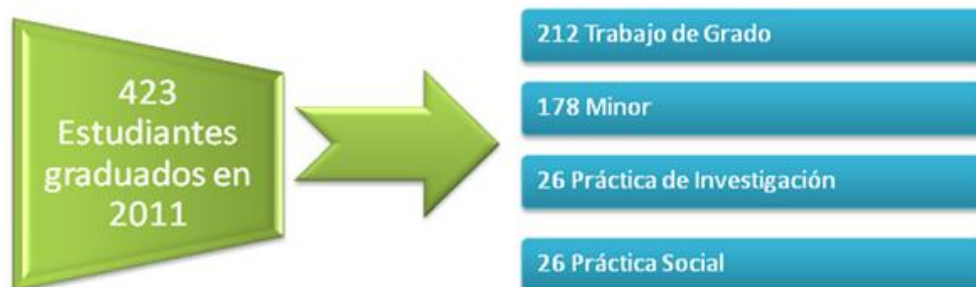 423
Estudiantes
graduados en
2011
212 Trabajo de Grado
178 Minor
26 Práctica de Investigación
26 Práctica Social